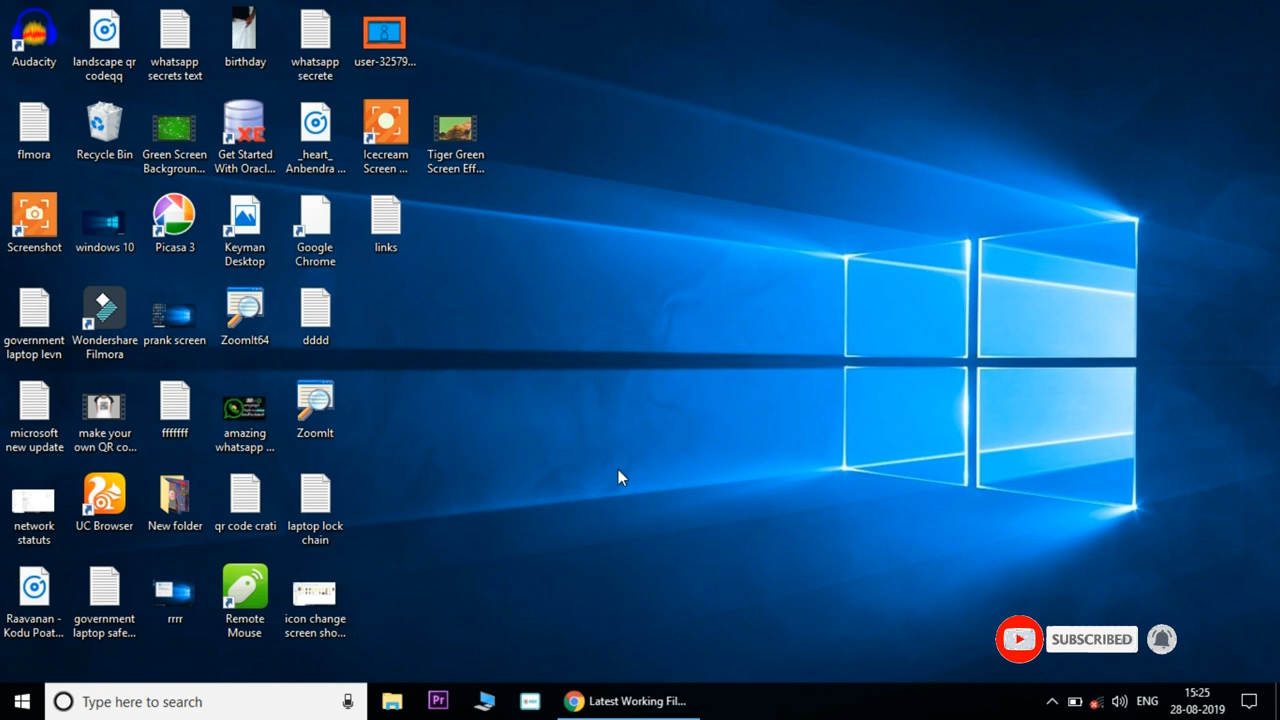 Audacity
landscape qr
codeqq
whatsapp
secrets text
birthday
whatsapp
secrete
user-32579...
flmora
Recycle Bin
Green Screen
Backgroun...
Get Started
With Oracl...
XE
_heart_
Anbendra ...
Icecream
Screen ...
Tiger Green
Screen Eff...
Screenshot
windows 10
Picasa 3
Keyman
Desktop
Google
Chrome
links
government
laptop levn
Wondershare
Filmora
prank screen
ZoomIt64
dddd
microsoft
new update
make your
own QR co...
fffffff
amazing
whatsapp ...
ZoomIt
network
statuts
UC Browser
New folder
qr code crati
laptop lock
chain
Raavanan -
Kodu Poat...
government
laptop safe...
rrrr
Remote
Mouse
icon change
screen sho...
SUBSCRIBED
Type here to search
Pr
Latest Working Fil...
ENG
15:25
28-08-2019